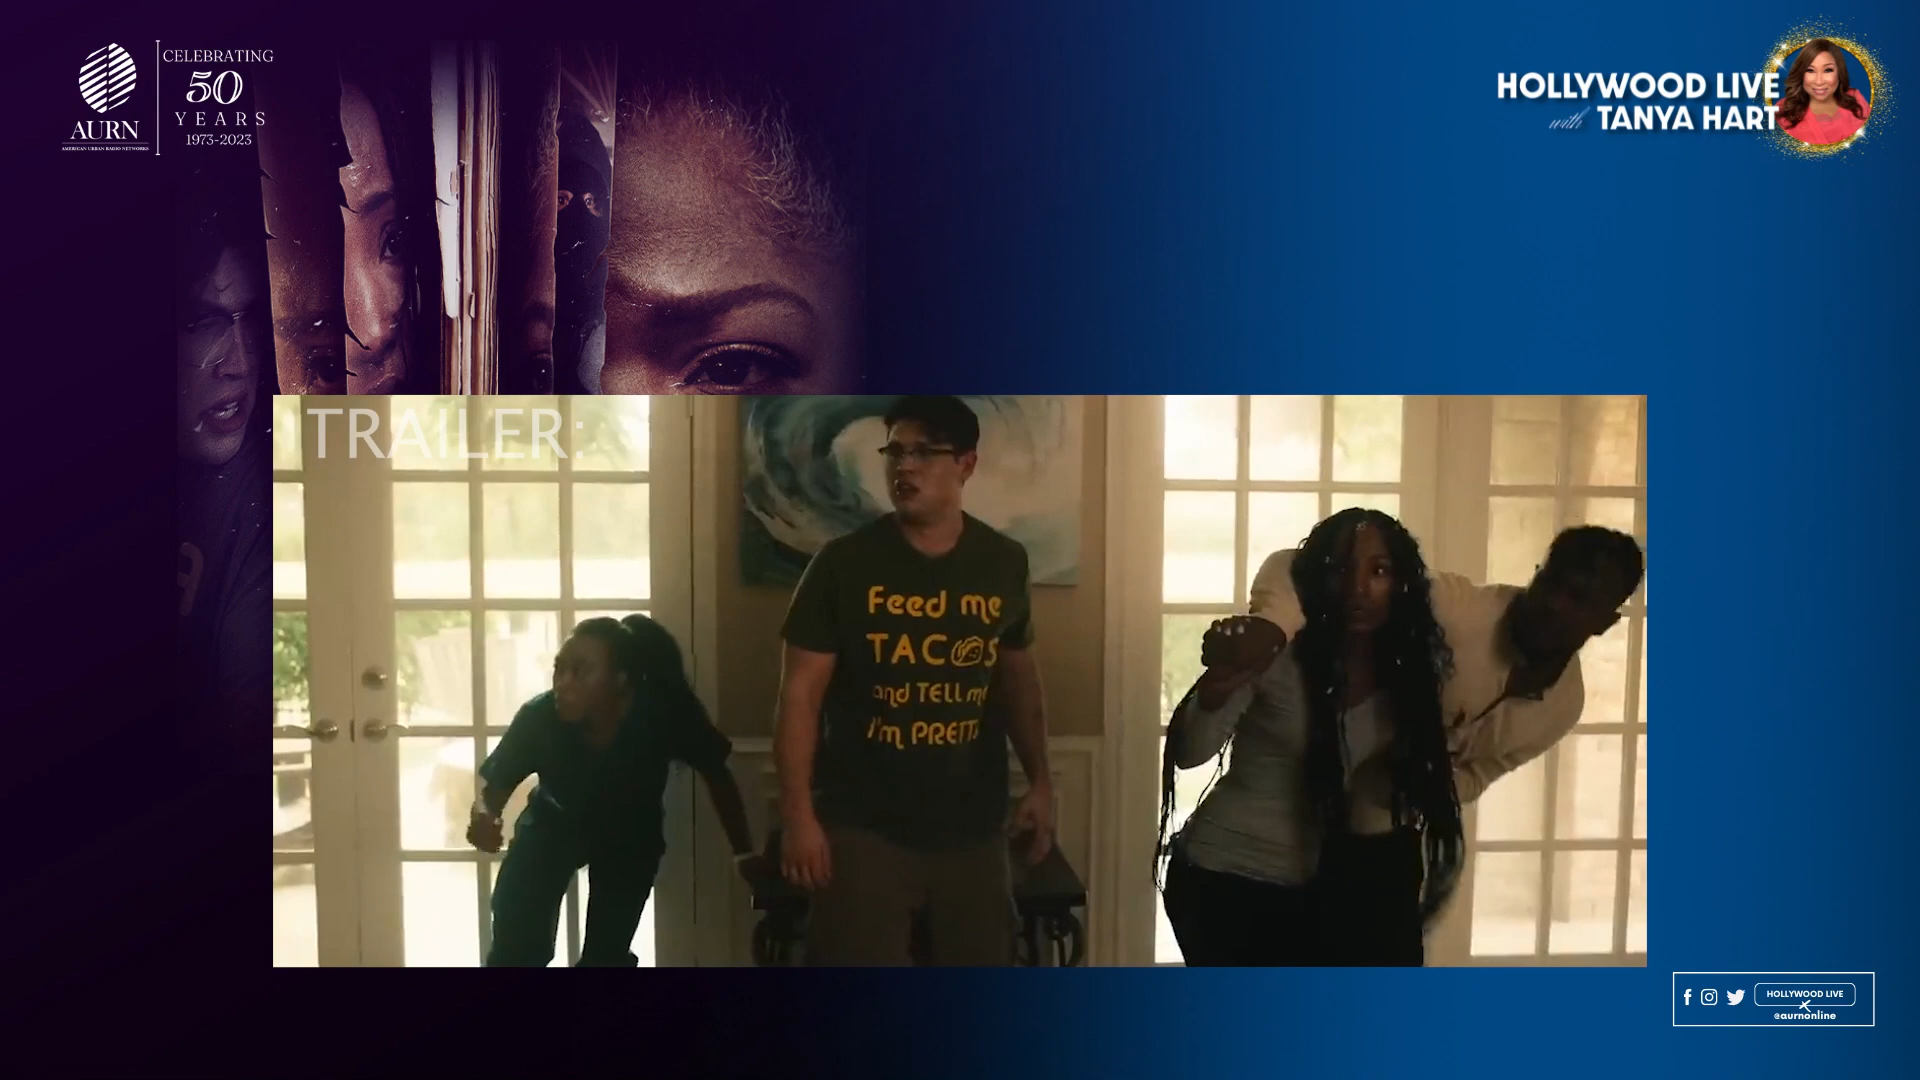 CELEBRATING
50
YEARS
1973-2023
AURN
AMERICAN URBAN RADIO NETWORKS
HOLLYWOOD LIVE
with TANYA HART
TRAILER:
Feed me
TACOS
and TELL me
I'm PRETTY
HOLLYWOOD LIVE
@aurnonline